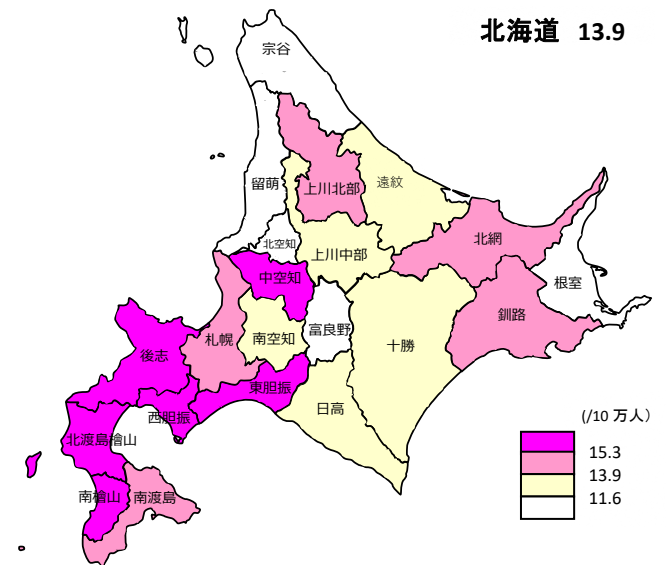 北海道 13.9
宗谷
留萌
上川北部
遠紋
北空知
上川中部
北網
中空知
根室
釧路
札幌
南空知
富良野
十勝
後志
東胆振
日高
西胆振
北渡島檜山
南檜山
南渡島
(/10 万人)
15.3
13.9
11.6